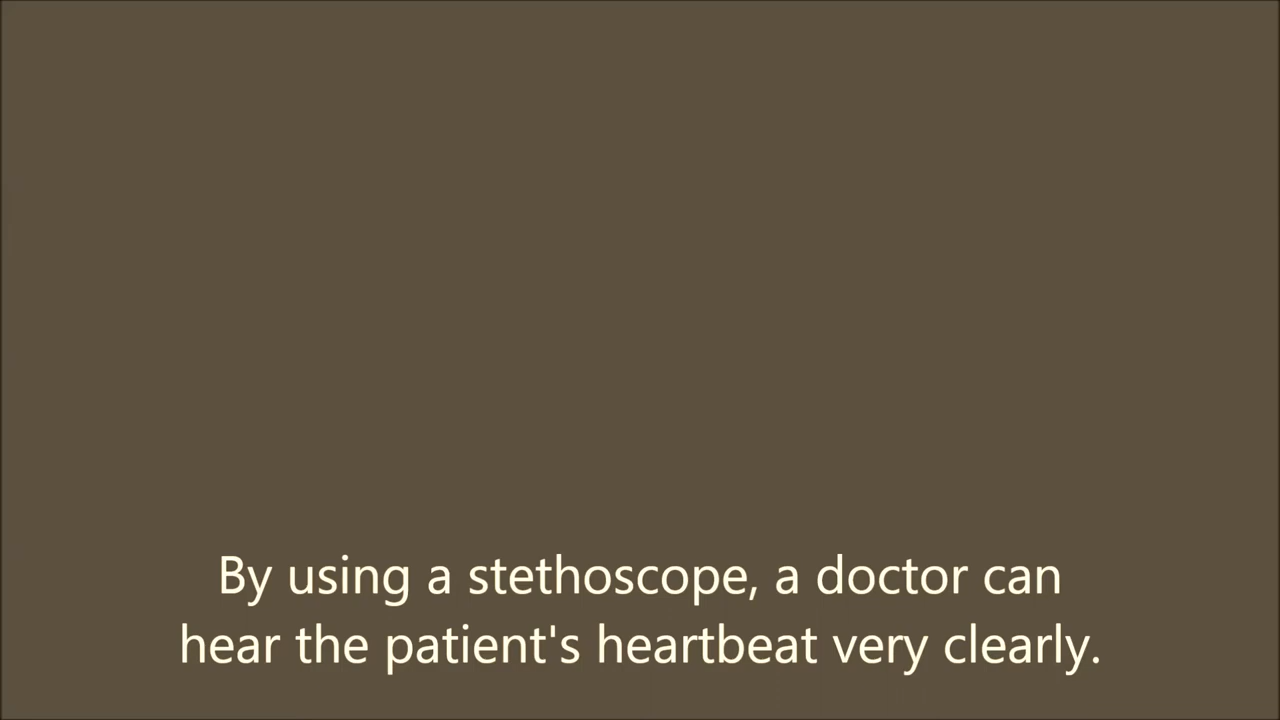 By using a stethoscope, a doctor can
hear the patient's heartbeat very clearly.